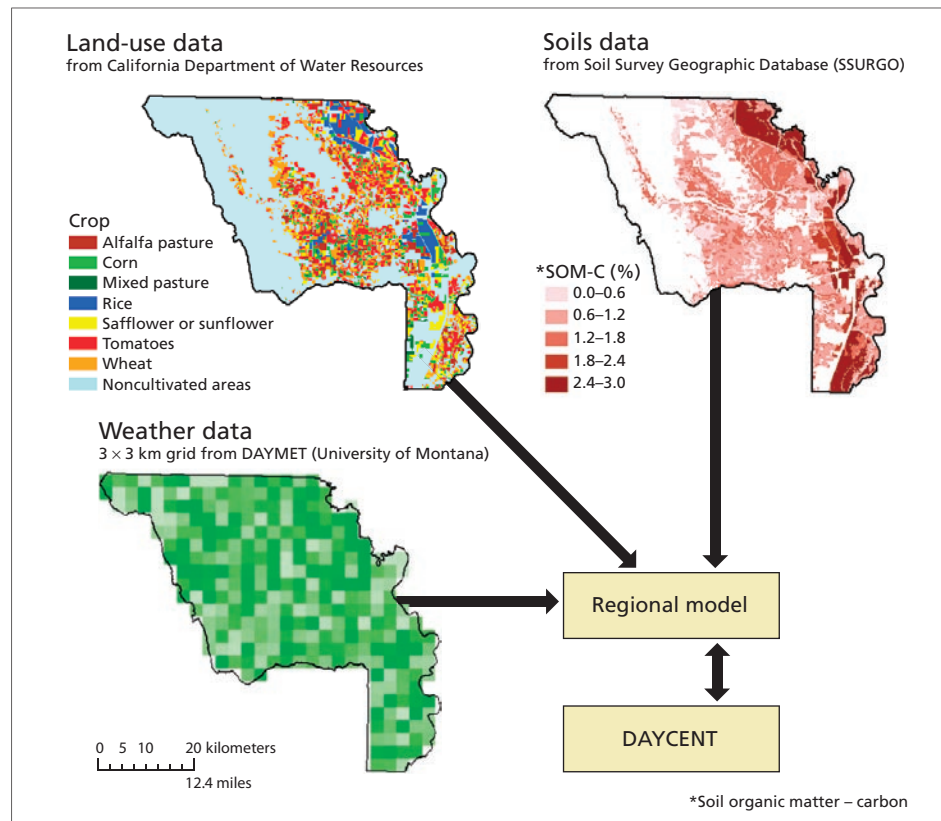 Land-use data
from California Department of Water Resources
Soils data
from Soil Survey Geographic Database (SSURGO)
Crop
Alfalfa pasture
Corn
Mixed pasture
Rice
Safflower or sunflower
Tomatoes
Wheat
Noncultivated areas
*SOM-C (%)
0.0–0.6
0.6–1.2
1.2–1.8
1.8–2.4
2.4–3.0
Weather data
3 × 3 km grid from DAYMET (University of Montana)
Regional model
DAYCENT
0 5 10 20 kilometers
12.4 miles
*Soil organic matter – carbon